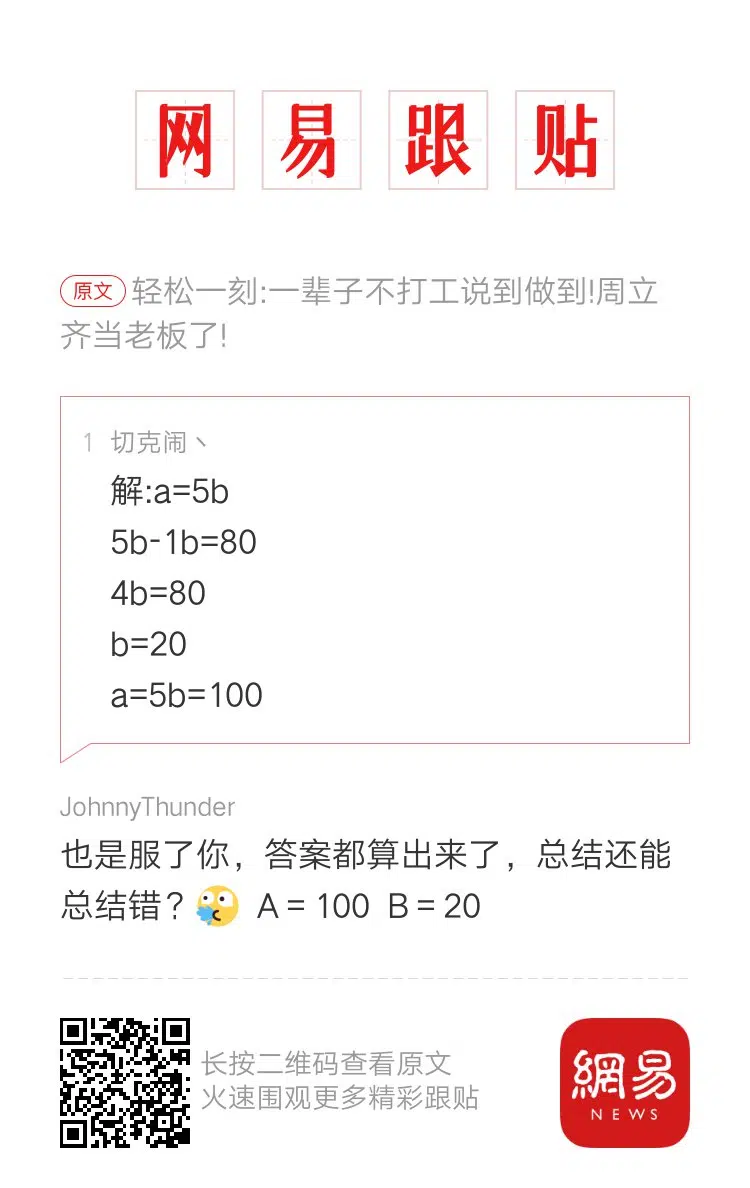 网易跟贴
原文 轻松一刻:一辈子不打工说到做到!周立
齐当老板了!
1 切克闹丶
解:a=5b
5b-1b=80
4b=80
b=20
a=5b=100
JohnnyThunder
也是服了你，答案都算出来了，总结还能
总结错？ A = 100 B = 20
长按二维码查看原文
火速围观更多精彩跟贴
網易
NEWS